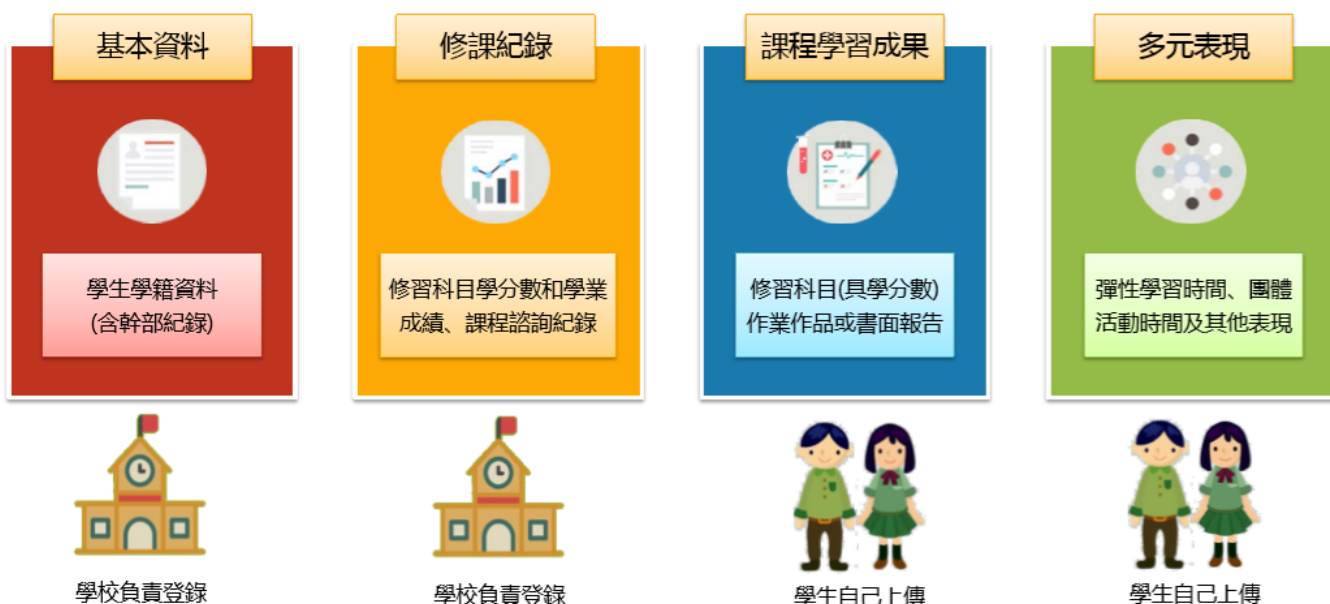 基本資料
學生學籍資料
(含幹部紀錄)
學校負責登錄
修課紀錄
修習科目學分數和學業
成績、課程諮詢紀錄
學校負責登錄
課程學習成果
修習科目(具學分數)
作業作品或書面報告
學生自己上傳
多元表現
彈性學習時間、團體
活動時間及其他表現
學生自己上傳